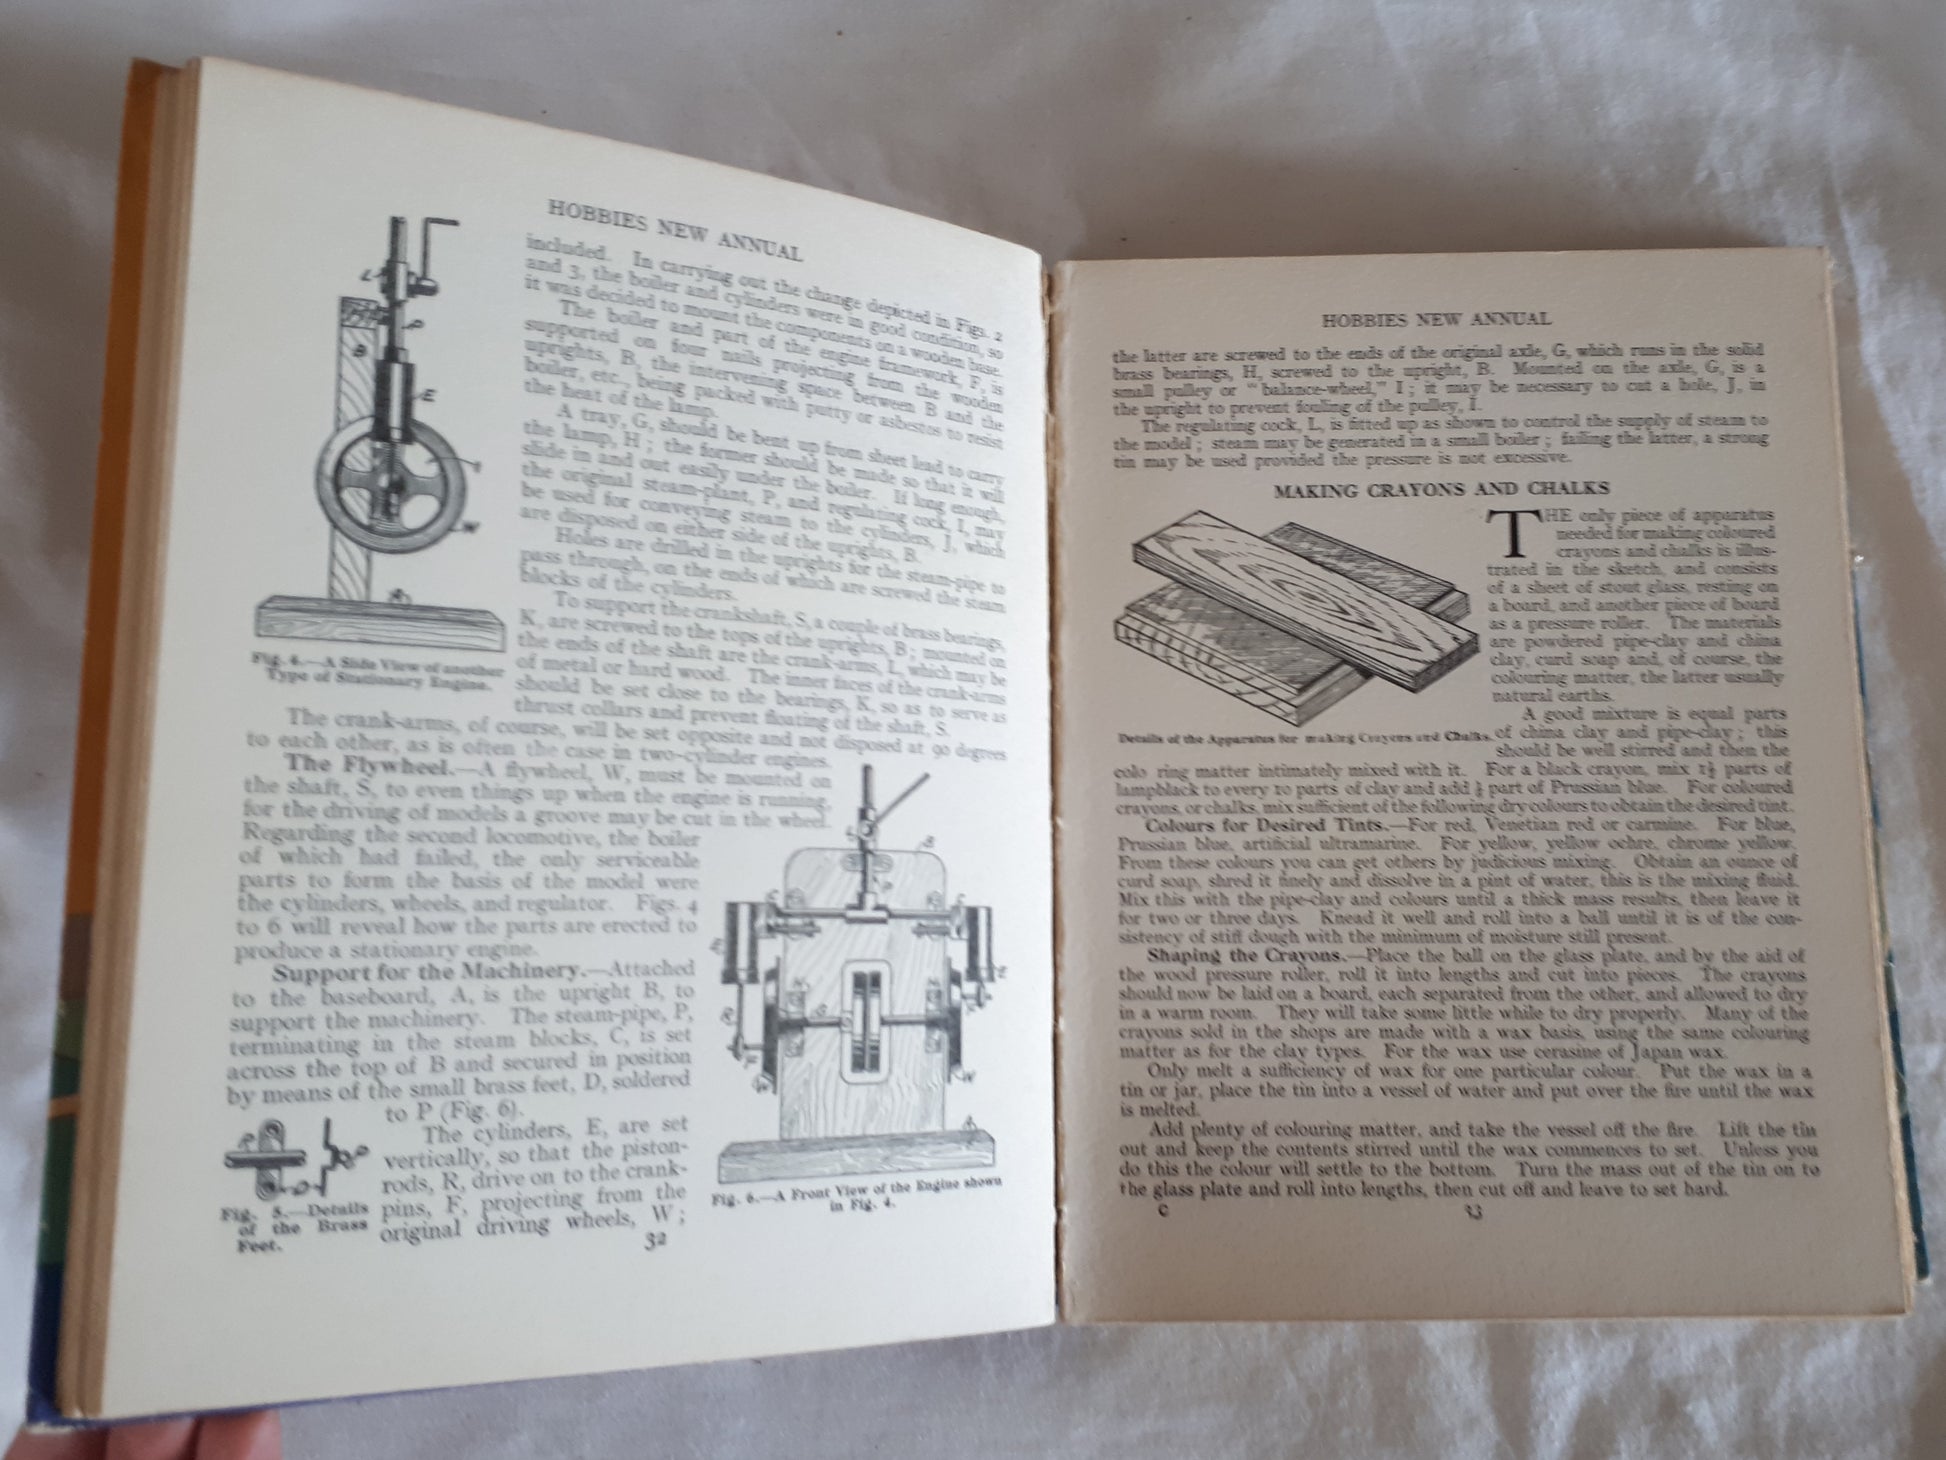 HOBBIES NEW ANNUAL
included. In carrying out the change depicted in Figs. 2
and 3, the boiler and cylinders were in good condition, so
it was decided to mount the components on a wooden base.
The boiler and part of the engine framework, F, is
supported on four nails projecting from the wooden
uprights, B, the intervening space between B and the
boiler, etc., being packed with putty or asbestos to resist
the heat of the lamp.
A tray, G, should be bent up from sheet lead to carry
the lamp, H; the former should be made so that it will
slide in and out easily under the boiler. If long enough,
the original steam-plant, P, and regulating cock, I, may
be used for conveying steam to the cylinders, J, which
are disposed on either side of the uprights, B.
Holes are drilled in the uprights for the steam-pipe to
pass through, on the ends of which are screwed the steam
blocks of the cylinders.
To support the crankshaft, S, a couple of brass bearings,
K, are screwed to the tops of the uprights, B; mounted on
the ends of the shaft are the crank-arms, L, which may be
of metal or hard wood. The inner faces of the crank-arms
should be set close to the bearings, K, so as to serve as
thrust collars and prevent floating of the shaft, S.
L
P
B
E
I
W
A
Fig. 4.—A Side View of another
Type of Stationary Engine.
The crank-arms, of course, will be set opposite and not disposed at 90 degrees
to each other, as is often the case in two-cylinder engines.
The Flywheel.—A flywheel, W, must be mounted on
the shaft, S, to even things up when the engine is running,
for the driving of models a groove may be cut in the wheel.
Regarding the second locomotive, the boiler
of which had failed, the only serviceable
parts to form the basis of the model were
the cylinders, wheels, and regulator. Figs. 4
to 6 will reveal how the parts are erected to
produce a stationary engine.
Support for the Machinery.—Attached
to the baseboard, A, is the upright B, to
support the machinery. The steam-pipe, P,
terminating in the steam blocks, C, is set
across the top of B and secured in position
by means of the small brass feet, D, soldered
to P (Fig. 6).
The cylinders, E, are set
vertically, so that the piston-
rods, R, drive on to the crank-
pins, F, projecting from the
original driving wheels, W;
P
D
Fig. 5.—Details
of the Brass
Feet.
L
B
P
C
C
E
E
H
H
G
R
F
W
W
A
Fig. 6.—A Front View of the Engine shown
in Fig. 4.
32
HOBBIES NEW ANNUAL
the latter are screwed to the ends of the original axle, G, which runs in the solid
brass bearings, H, screwed to the upright, B. Mounted on the axle, G, is a
small pulley or "balance-wheel," I; it may be necessary to cut a hole, J, in
the upright to prevent fouling of the pulley, I.
The regulating cock, L, is fitted up as shown to control the supply of steam to
the model; steam may be generated in a small boiler; failing the latter, a strong
tin may be used provided the pressure is not excessive.
MAKING CRAYONS AND CHALKS
THE only piece of apparatus
needed for making coloured
crayons and chalks is illus-
trated in the sketch, and consists
of a sheet of stout glass, resting on
a board, and another piece of board
as a pressure roller. The materials
are powdered pipe-clay and china
clay, curd soap and, of course, the
colouring matter, the latter usually
natural earths.
Details of the Apparatus for making Crayons and Chalks.
A good mixture is equal parts
of china clay and pipe-clay; this
should be well stirred and then the
colo ring matter intimately mixed with it. For a black crayon, mix 1½ parts of
lampblack to every 10 parts of clay and add ½ part of Prussian blue. For coloured
crayons, or chalks, mix sufficient of the following dry colours to obtain the desired tint.
Colours for Desired Tints.—For red, Venetian red or carmine. For blue,
Prussian blue, artificial ultramarine. For yellow, yellow ochre, chrome yellow.
From these colours you can get others by judicious mixing. Obtain an ounce of
curd soap, shred it finely and dissolve in a pint of water, this is the mixing fluid.
Mix this with the pipe-clay and colours until a thick mass results, then leave it
for two or three days. Knead it well and roll into a ball until it is of the con-
sistency of stiff dough with the minimum of moisture still present.
Shaping the Crayons.—Place the ball on the glass plate, and by the aid of
the wood pressure roller, roll it into lengths and cut into pieces. The crayons
should now be laid on a board, each separated from the other, and allowed to dry
in a warm room. They will take some little while to dry properly. Many of the
crayons sold in the shops are made with a wax basis, using the same colouring
matter as for the clay types. For the wax use cerasine of Japan wax.
Only melt a sufficiency of wax for one particular colour. Put the wax in a
tin or jar, place the tin into a vessel of water and put over the fire until the wax
is melted.
Add plenty of colouring matter, and take the vessel off the fire. Lift the tin
out and keep the contents stirred until the wax commences to set. Unless you
do this the colour will settle to the bottom. Turn the mass out of the tin on to
the glass plate and roll into lengths, then cut off and leave to set hard.
C
33